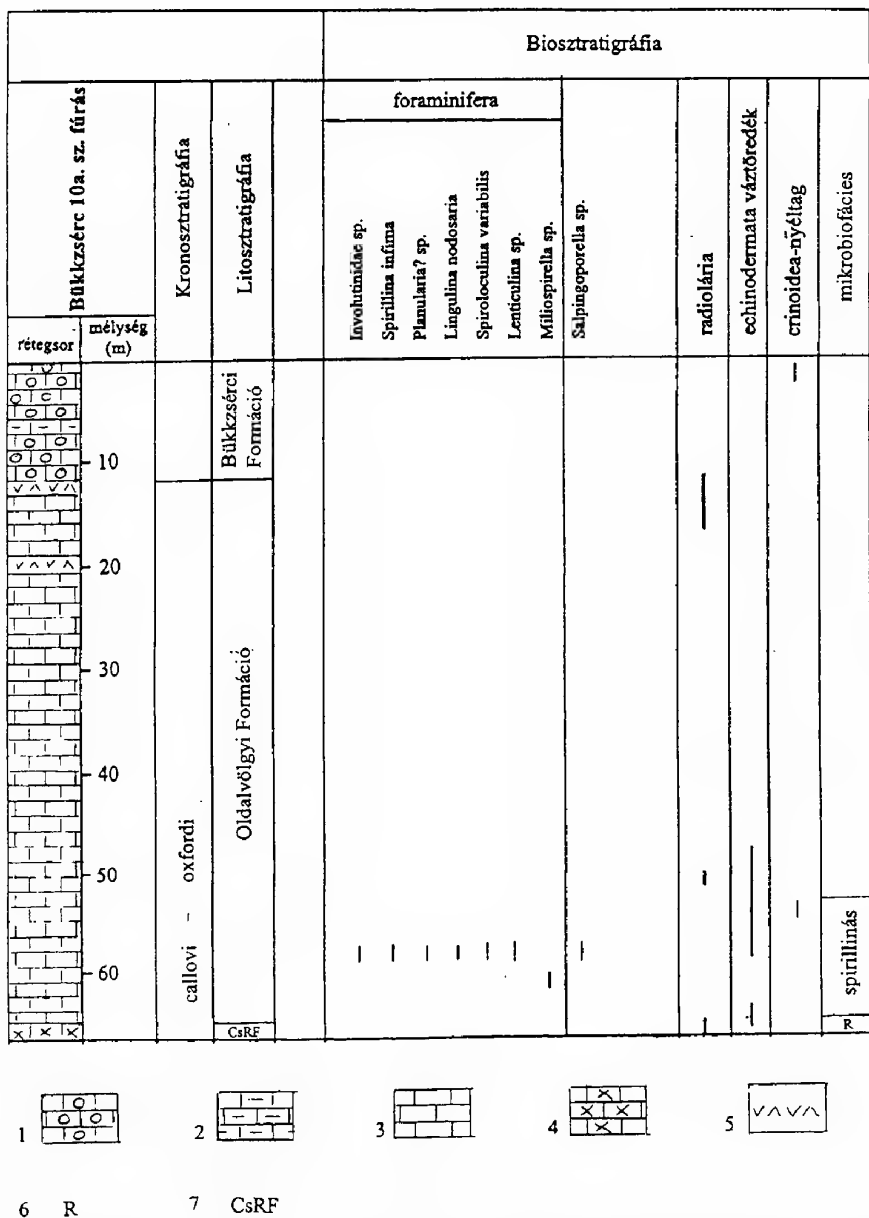 Biosztratigráfia
Bükkzsérc 10a. sz. fúrás
Kronosztratigráfia
Litosztratigráfia
foraminifera
Involutinidae sp.
Spirillina infima
Planularia? sp.
Lingulina nodosaria
Spiroloculina variabilis
Lenticulina sp.
Miliospirella sp.
Salpingoporella sp.
radiolária
echinodermata váztöredék
crinoidea-nyéltag
mikrobiofácies
rétegsor
mélység
(m)
Bükkzsérci
Formáció
10
20
30
40
50
60
callovi - oxfordi
Oldalvölgyi Formáció
CsRF
spirillinás
R
1
2
3
4
5
6 R
7 CsRF